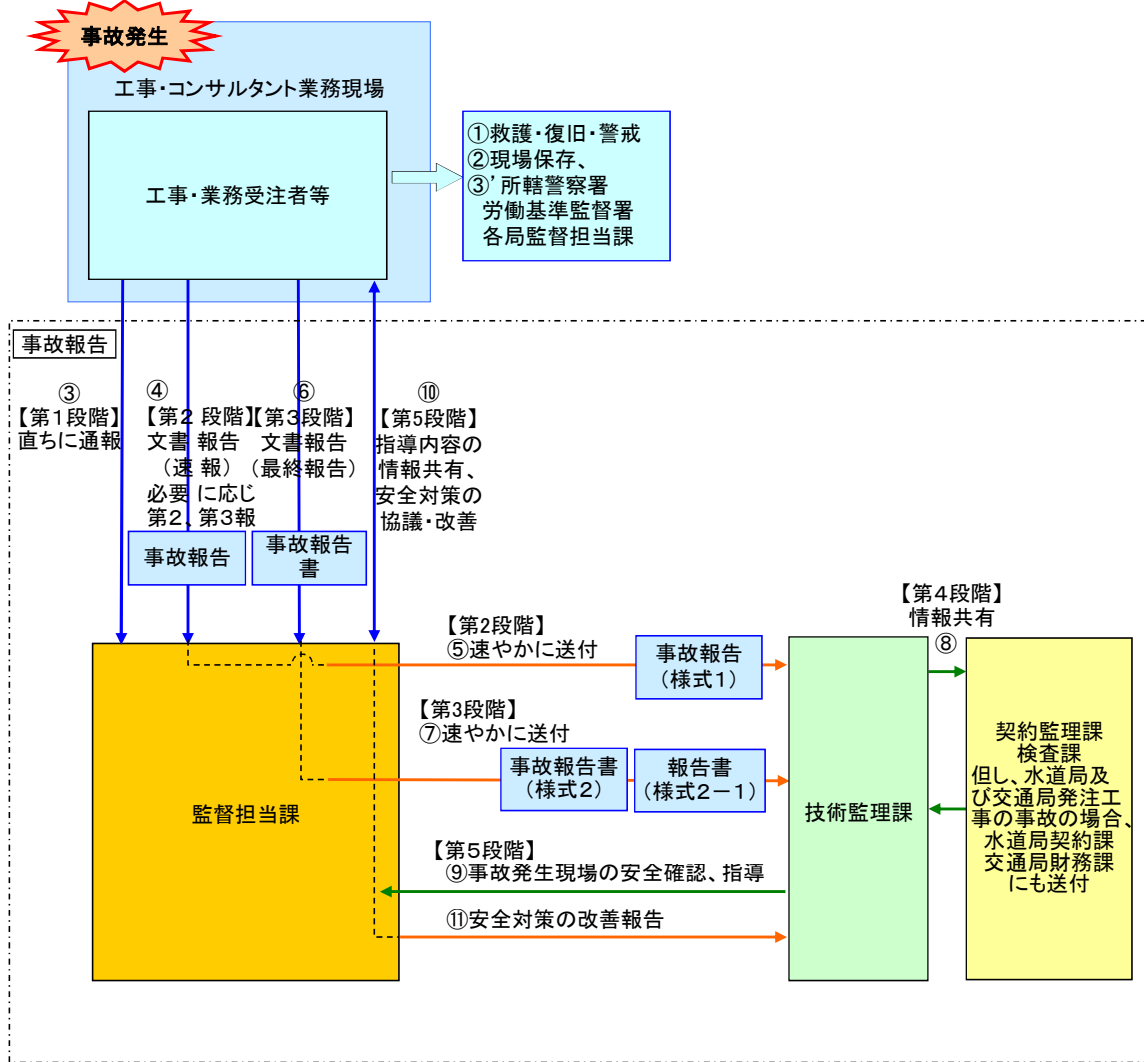 事故発生
工事・コンサルタント業務現場
工事・業務受注者等
①救護・復旧・警戒
②現場保存、
③’所轄警察署
労働基準監督署
各局監督担当課
事故報告
③
【第1段階】
直ちに通報
④
【第2 段階】
文書 報告
（速 報）
必要 に応じ
第2、第3報
⑥
【第3段階】
文書報告
（最終報告）
⑩
【第5段階】
指導内容の
情報共有、
安全対策の
協議・改善
事故報告
事故報告
書
【第2段階】
⑤速やかに送付
事故報告
（様式1）
【第3段階】
⑦速やかに送付
事故報告書
（様式2）
報告書
（様式2－1）
監督担当課
【第5段階】
⑨事故発生現場の安全確認、指導
⑪安全対策の改善報告
技術監理課
【第4段階】
情報共有
⑧
契約監理課
検査課
但し、水道局及
び交通局発注工
事の事故の場合、
水道局契約課
交通局財務課
にも送付